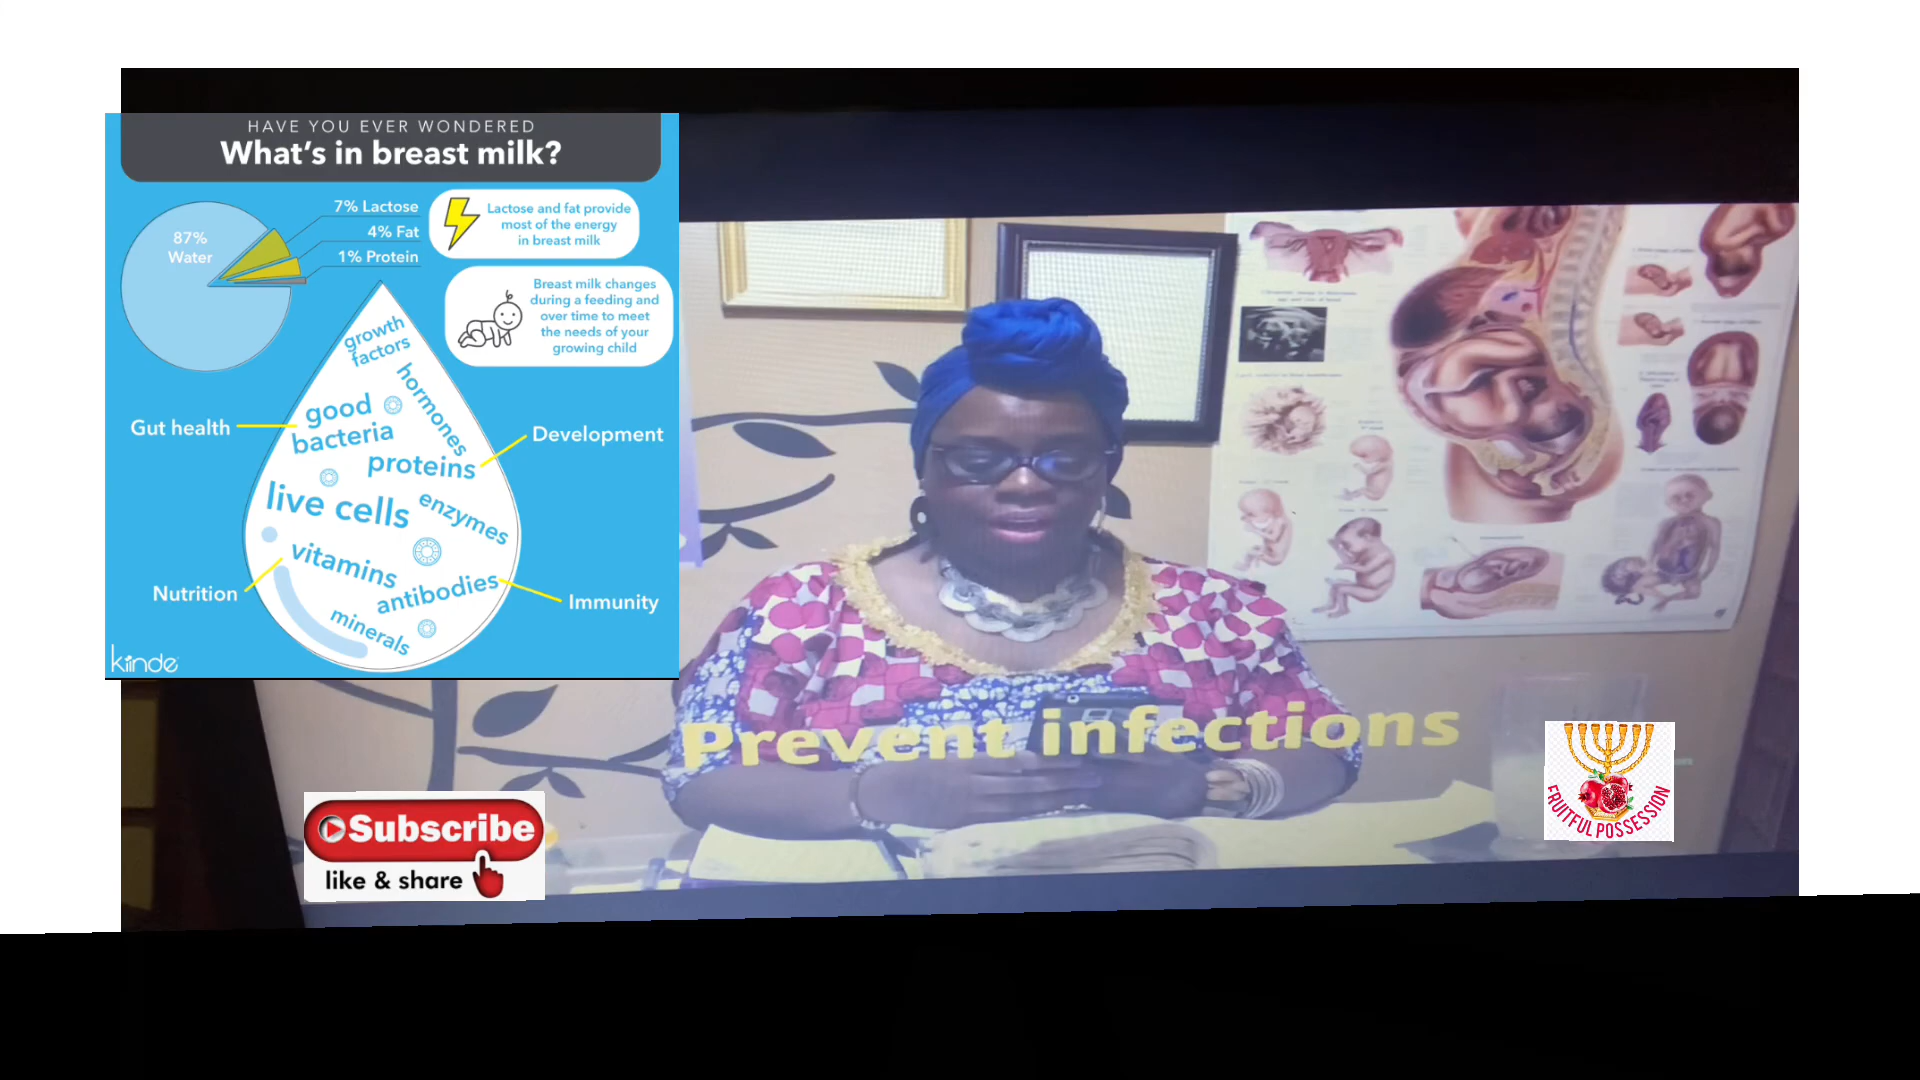 HAVE YOU EVER WONDERED
What's in breast milk?
87%
Water
7% Lactose
4% Fat
1% Protein
Lactose and fat provide
most of the energy
in breast milk
Breast milk changes
during a feeding and
over time to meet
the needs of your
growing child
growth
factors
hormones
good
bacteria
proteins
live cells
enzymes
vitamins
antibodies
minerals
Gut health
Development
Nutrition
Immunity
kiinde
Prevent infections
Subscribe
like & share
FRUITFUL POSSESSION